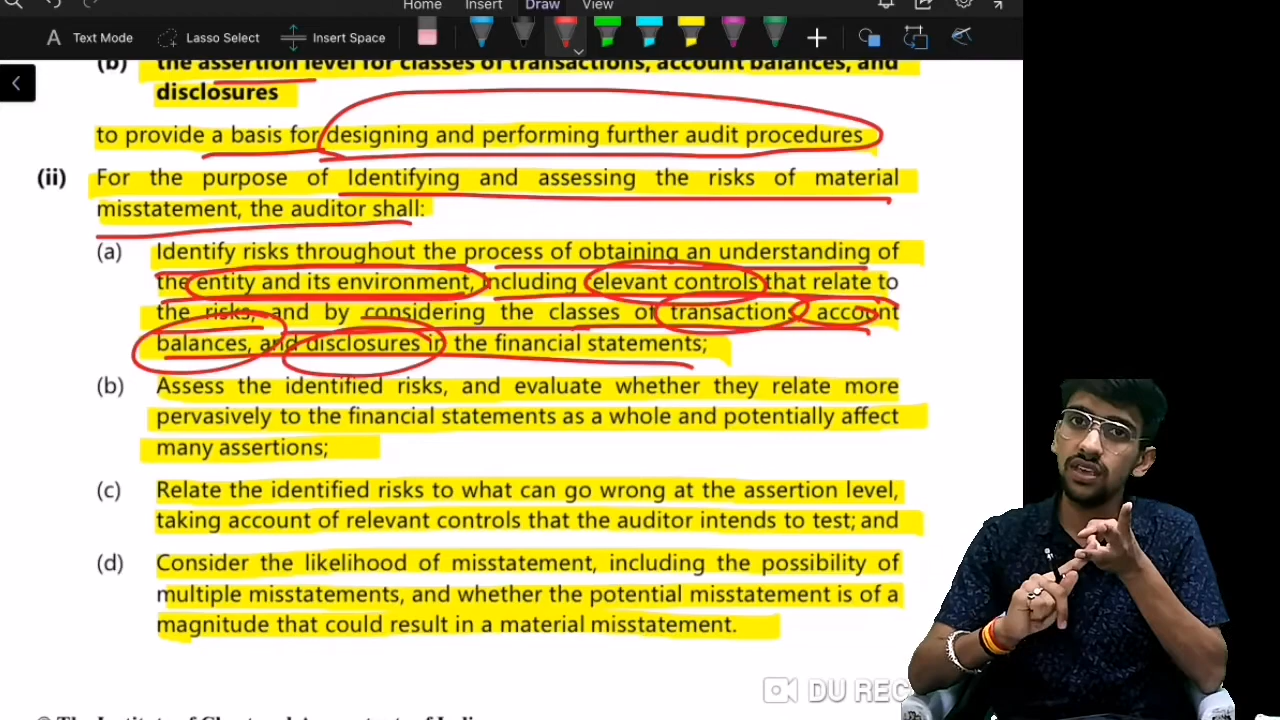 Home Insert Draw View
Text Mode Lasso Select Insert Space
(b) the assertion level for classes of transactions, account balances, and
disclosures
to provide a basis for designing and performing further audit procedures
(ii) For the purpose of Identifying and assessing the risks of material
misstatement, the auditor shall:
(a) Identify risks throughout the process of obtaining an understanding of
the entity and its environment, including relevant controls that relate to
the risks, and by considering the classes of transactions, account
balances, and disclosures in the financial statements;
(b) Assess the identified risks, and evaluate whether they relate more
pervasively to the financial statements as a whole and potentially affect
many assertions;
(c) Relate the identified risks to what can go wrong at the assertion level,
taking account of relevant controls that the auditor intends to test; and
(d) Consider the likelihood of misstatement, including the possibility of
multiple misstatements, and whether the potential misstatement is of a
magnitude that could result in a material misstatement.
DU REC
© The Institute of Chartered Accountants of Indi